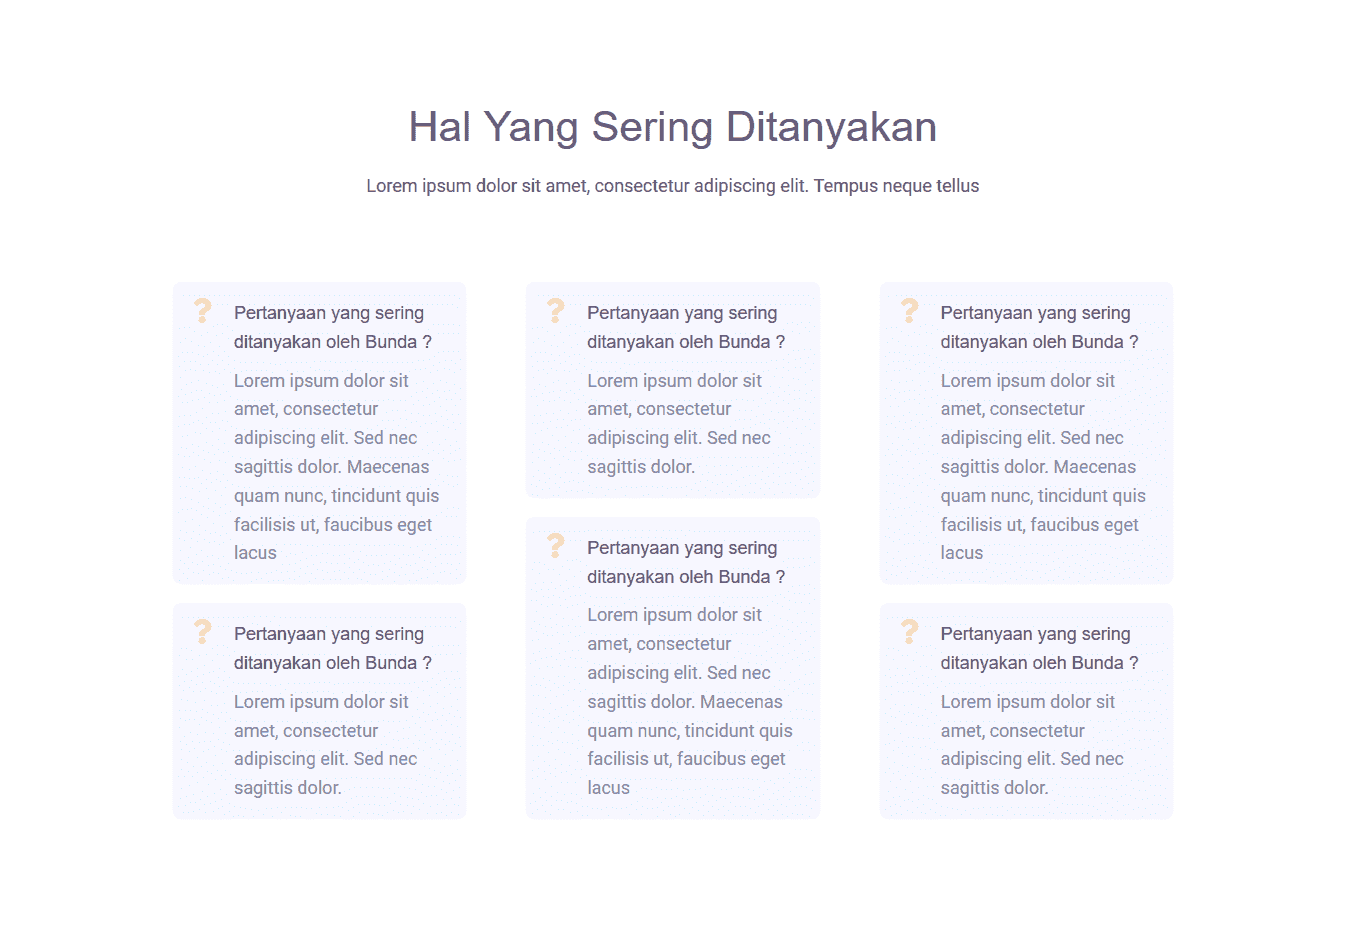 Hal Yang Sering Ditanyakan
Lorem ipsum dolor sit amet, consectetur adipiscing elit. Tempus neque tellus
?
Pertanyaan yang sering
ditanyakan oleh Bunda ?
Lorem ipsum dolor sit
amet, consectetur
adipiscing elit. Sed nec
sagittis dolor. Maecenas
quam nunc, tincidunt quis
facilisis ut, faucibus eget
lacus
?
Pertanyaan yang sering
ditanyakan oleh Bunda ?
Lorem ipsum dolor sit
amet, consectetur
adipiscing elit. Sed nec
sagittis dolor.
?
Pertanyaan yang sering
ditanyakan oleh Bunda ?
Lorem ipsum dolor sit
amet, consectetur
adipiscing elit. Sed nec
sagittis dolor.
?
Pertanyaan yang sering
ditanyakan oleh Bunda ?
Lorem ipsum dolor sit
amet, consectetur
adipiscing elit. Sed nec
sagittis dolor. Maecenas
quam nunc, tincidunt quis
facilisis ut, faucibus eget
lacus
?
Pertanyaan yang sering
ditanyakan oleh Bunda ?
Lorem ipsum dolor sit
amet, consectetur
adipiscing elit. Sed nec
sagittis dolor. Maecenas
quam nunc, tincidunt quis
facilisis ut, faucibus eget
lacus
?
Pertanyaan yang sering
ditanyakan oleh Bunda ?
Lorem ipsum dolor sit
amet, consectetur
adipiscing elit. Sed nec
sagittis dolor.